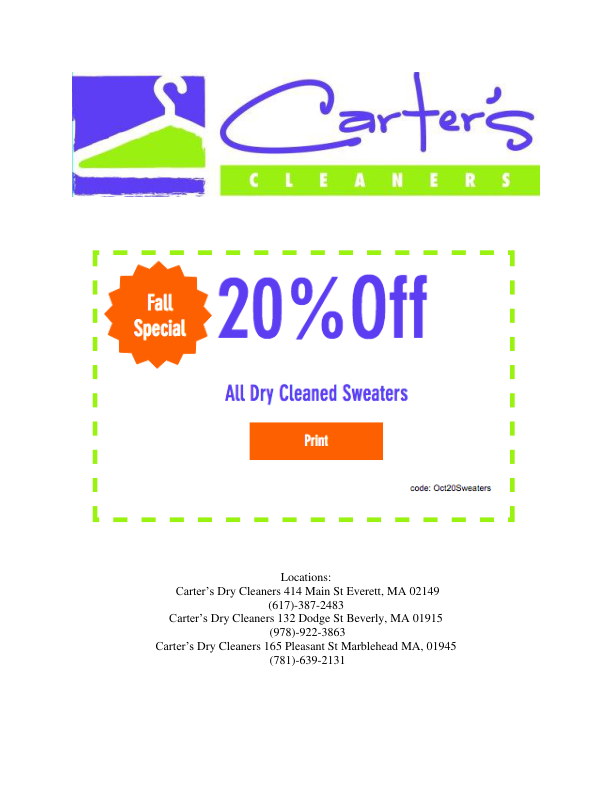 Carter's
CLEANERS
Fall
Special
20%Off
All Dry Cleaned Sweaters
Print
code: Oct20Sweaters
Locations:
Carter’s Dry Cleaners 414 Main St Everett, MA 02149
(617)-387-2483
Carter’s Dry Cleaners 132 Dodge St Beverly, MA 01915
(978)-922-3863
Carter’s Dry Cleaners 165 Pleasant St Marblehead MA, 01945
(781)-639-2131